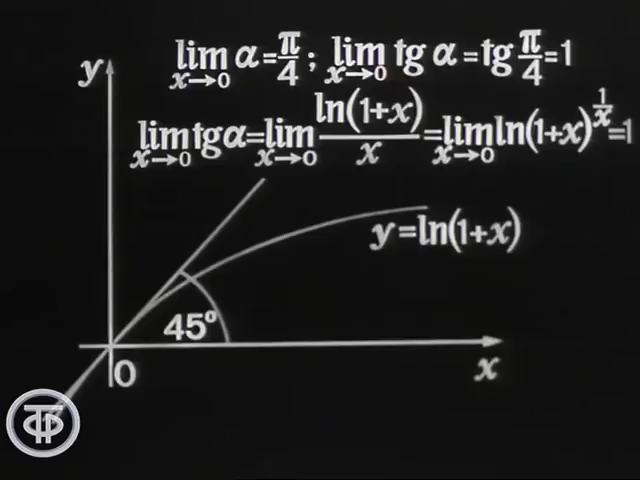 lim α = π/4 ; lim tg α = tg π/4 = 1
x→0 x→0
lim tg α = lim ln(1+x)/x = lim ln(1+x)^(1/x) = 1
x→0 x→0 x→0
y
y = ln(1+x)
45°
0
x